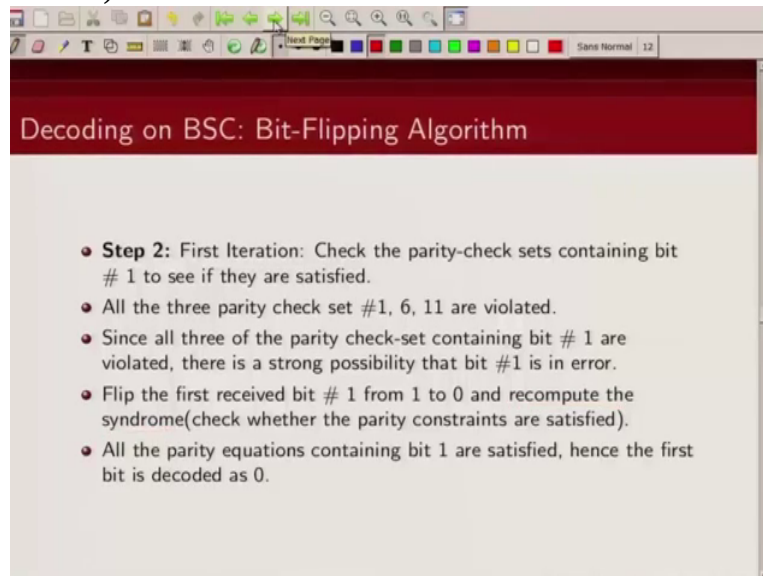 Next Page
Sans Normal 12
Decoding on BSC: Bit-Flipping Algorithm
Step 2: First Iteration: Check the parity-check sets containing bit
# 1 to see if they are satisfied.
All the three parity check set #1, 6, 11 are violated.
Since all three of the parity check-set containing bit # 1 are
violated, there is a strong possibility that bit #1 is in error.
Flip the first received bit # 1 from 1 to 0 and recompute the
syndrome(check whether the parity constraints are satisfied).
All the parity equations containing bit 1 are satisfied, hence the first
bit is decoded as 0.